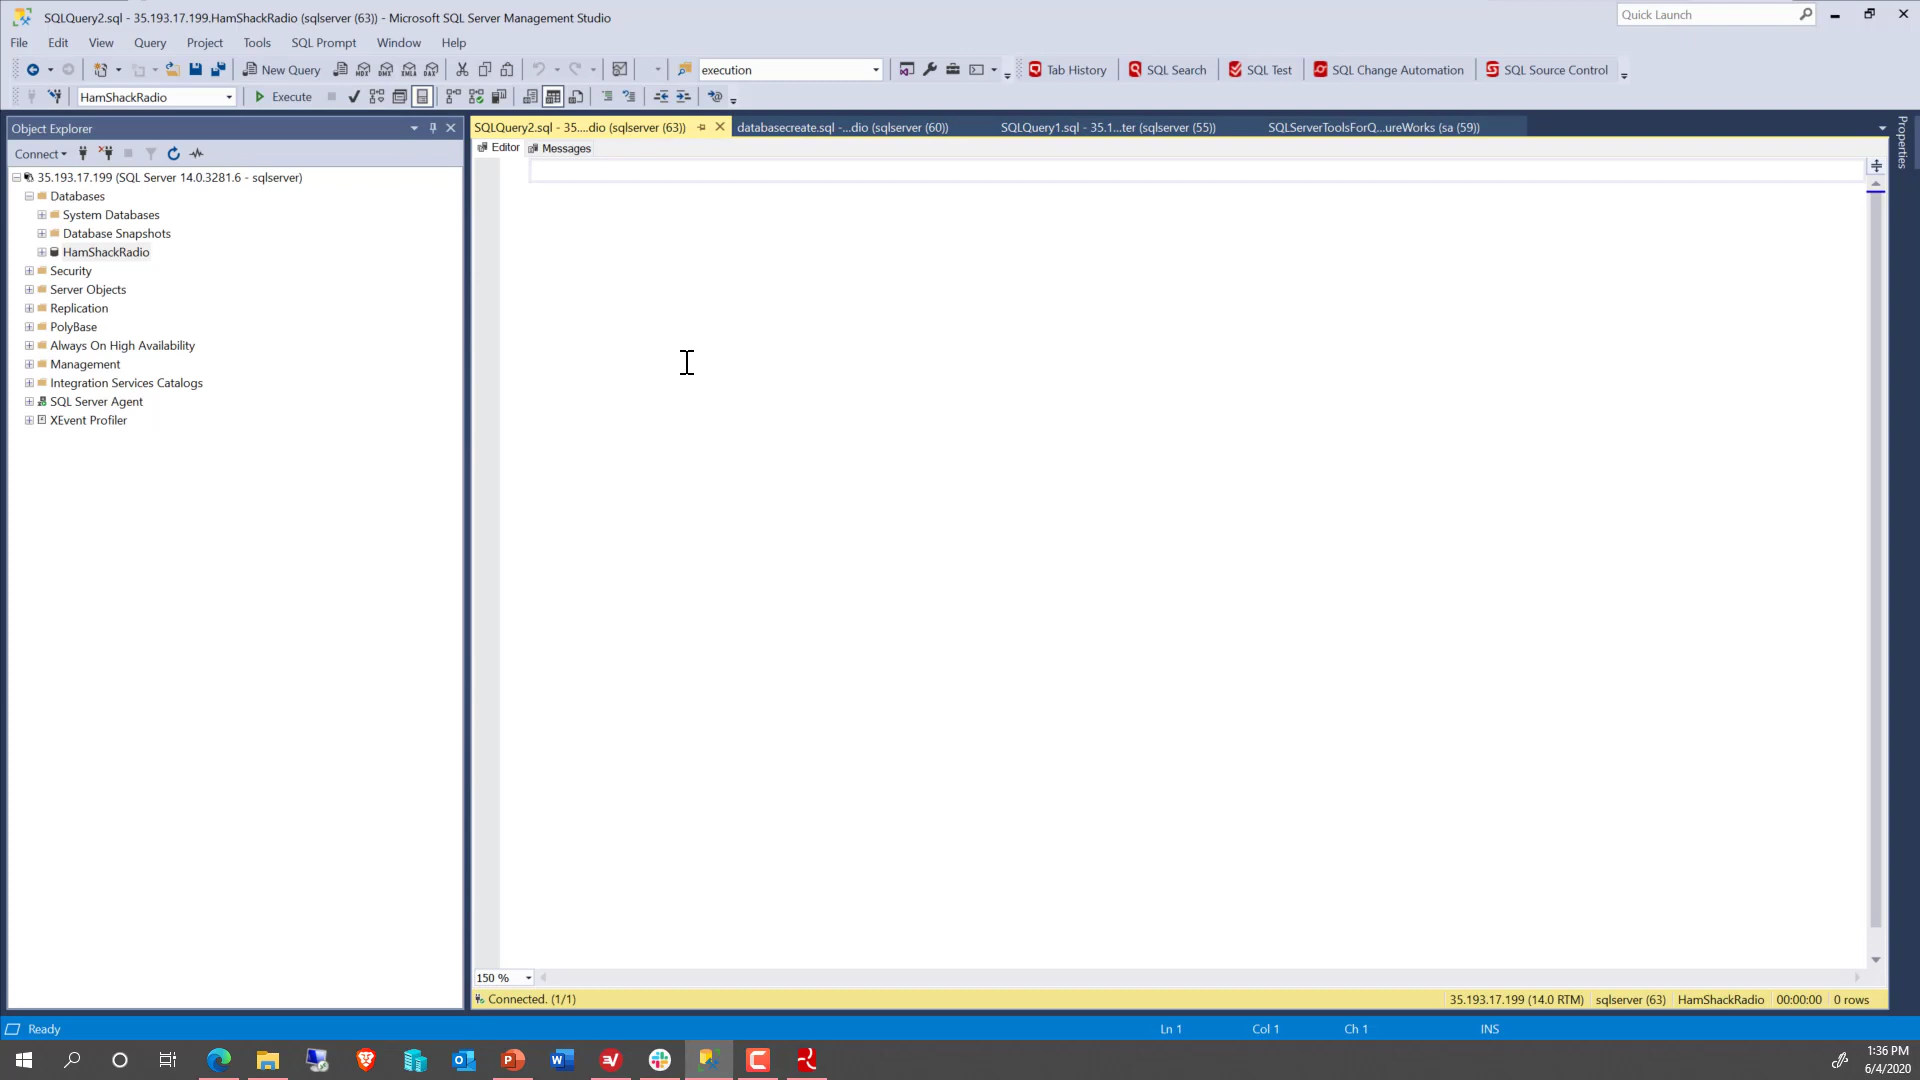 SQLQuery2.sql - 35.193.17.199.HamShackRadio (sqlserver (63)) - Microsoft SQL Server Management Studio
Quick Launch
File Edit View Query Project Tools SQL Prompt Window Help
New Query MDX DMX XMLA DAX execution Tab History SQL Search SQL Test SQL Change Automation SQL Source Control
HamShackRadio Execute
Object Explorer
SQLQuery2.sql - 35....dio (sqlserver (63)) databasecreate.sql -...dio (sqlserver (60)) SQLQuery1.sql - 35.1...ter (sqlserver (55)) SQLServerToolsForQ...ureWorks (sa (59))
Properties
Connect
Editor Messages
35.193.17.199 (SQL Server 14.0.3281.6 - sqlserver)
Databases
System Databases
Database Snapshots
HamShackRadio
Security
Server Objects
Replication
PolyBase
Always On High Availability
Management
Integration Services Catalogs
SQL Server Agent
XEvent Profiler
150 %
Connected. (1/1) 35.193.17.199 (14.0 RTM) sqlserver (63) HamShackRadio 00:00:00 0 rows
Ready Ln 1 Col 1 Ch 1 INS
1:36 PM
6/4/2020